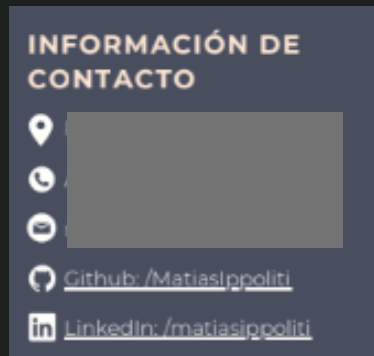 INFORMACIÓN DE
CONTACTO
Github: /MatiasIppoliti
LinkedIn: /matiasippoliti